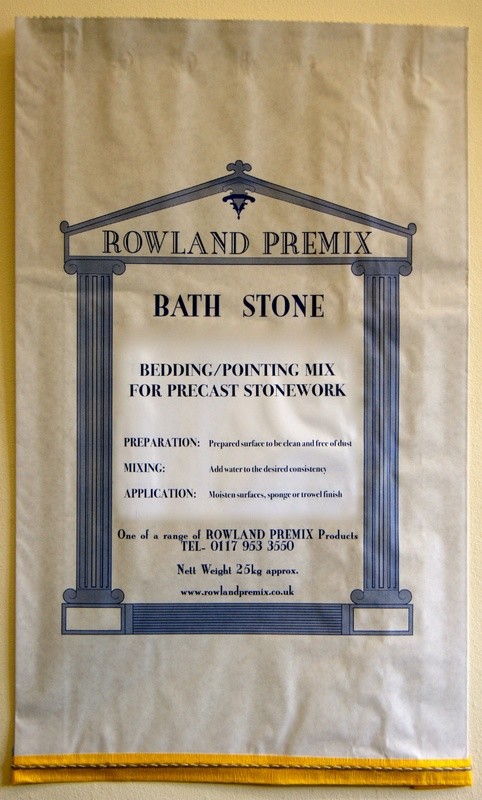 ROWLAND PREMIX
BATH STONE
BEDDING/POINTING MIX
FOR PRECAST STONEWORK
PREPARATION: Prepared surface to be clean and free of dust
MIXING: Add water to the desired consistency
APPLICATION: Moisten surfaces, sponge or trowel finish
One of a range of ROWLAND PREMIX Products
TEL- 0117 953 3550
Nett Weight 25kg approx.
www.rowlandpremix.co.uk